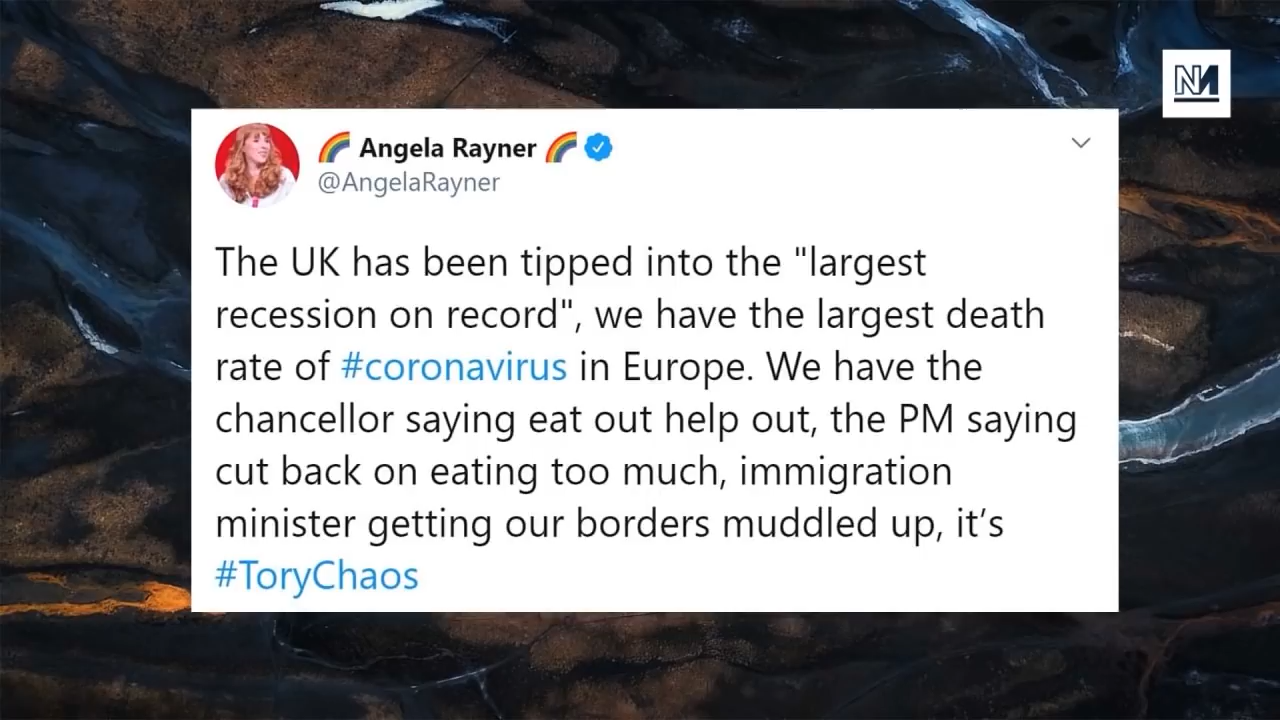 🌈 Angela Rayner 🌈
@AngelaRayner
The UK has been tipped into the "largest
recession on record", we have the largest death
rate of #coronavirus in Europe. We have the
chancellor saying eat out help out, the PM saying
cut back on eating too much, immigration
minister getting our borders muddled up, it’s
#ToryChaos
NM